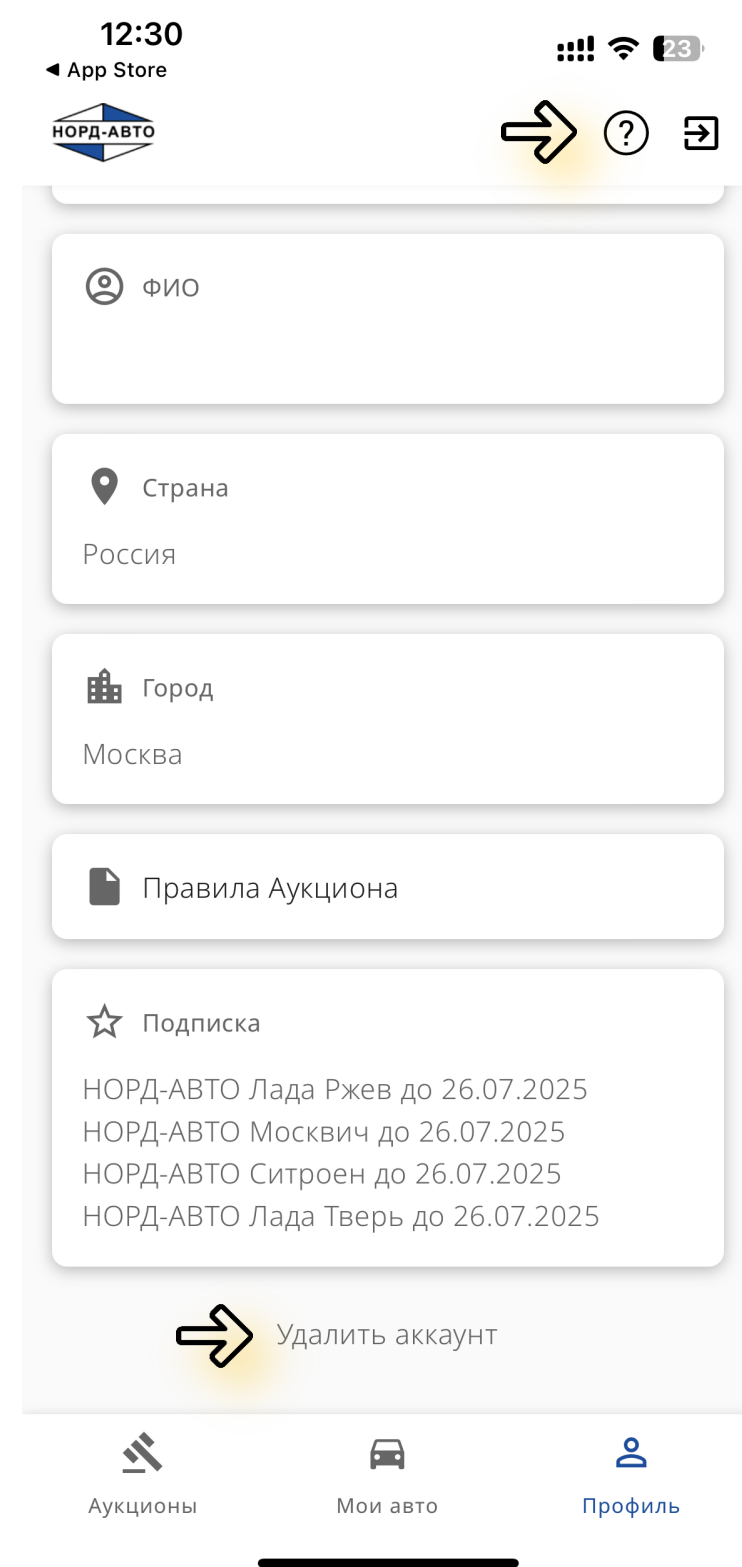 12:30
23
◀ App Store
НОРД-АВТО
?
ФИО
Страна
Россия
Город
Москва
Правила Аукциона
Подписка
НОРД-АВТО Лада Ржев до 26.07.2025
НОРД-АВТО Москвич до 26.07.2025
НОРД-АВТО Ситроен до 26.07.2025
НОРД-АВТО Лада Тверь до 26.07.2025
Удалить аккаунт
Аукционы
Мои авто
Профиль